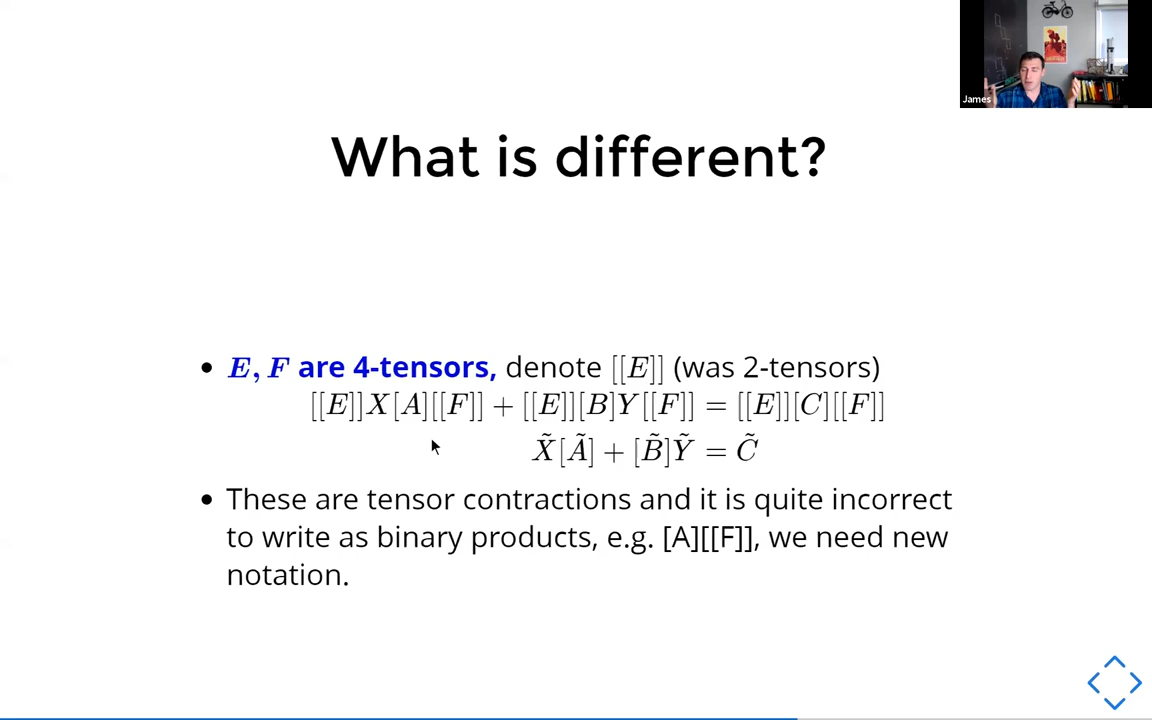 James
What is different?
• E, F are 4-tensors, denote [[E]] (was 2-tensors)
[[E]]X[A][[F]] + [[E]][B]Y[[F]] = [[E]][C][[F]]
X̃[Ã] + [B̃]Ỹ = C̃
• These are tensor contractions and it is quite incorrect
to write as binary products, e.g. [A][[F]], we need new
notation.